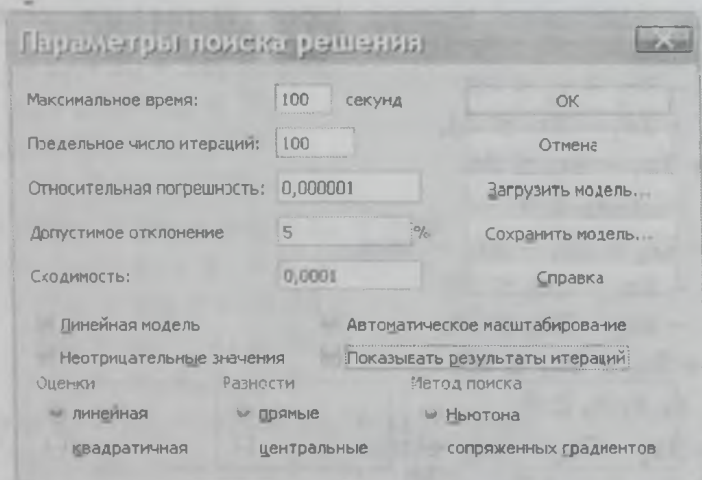 Параметры поиска решения
Максимальное время: 100 секунд ОК
Предельное число итераций: 100 Отмена
Относительная погрешность: 0,000001 Загрузить модель...
Допустимое отклонение 5 % Сохранить модель...
Сходимость: 0,0001 Справка
Линейная модель Автоматическое масштабирование
Неотрицательные значения Показывать результаты итераций
Оценки Разности Метод поиска
линейная прямые Ньютона
квадратичная центральные сопряженных градиентов